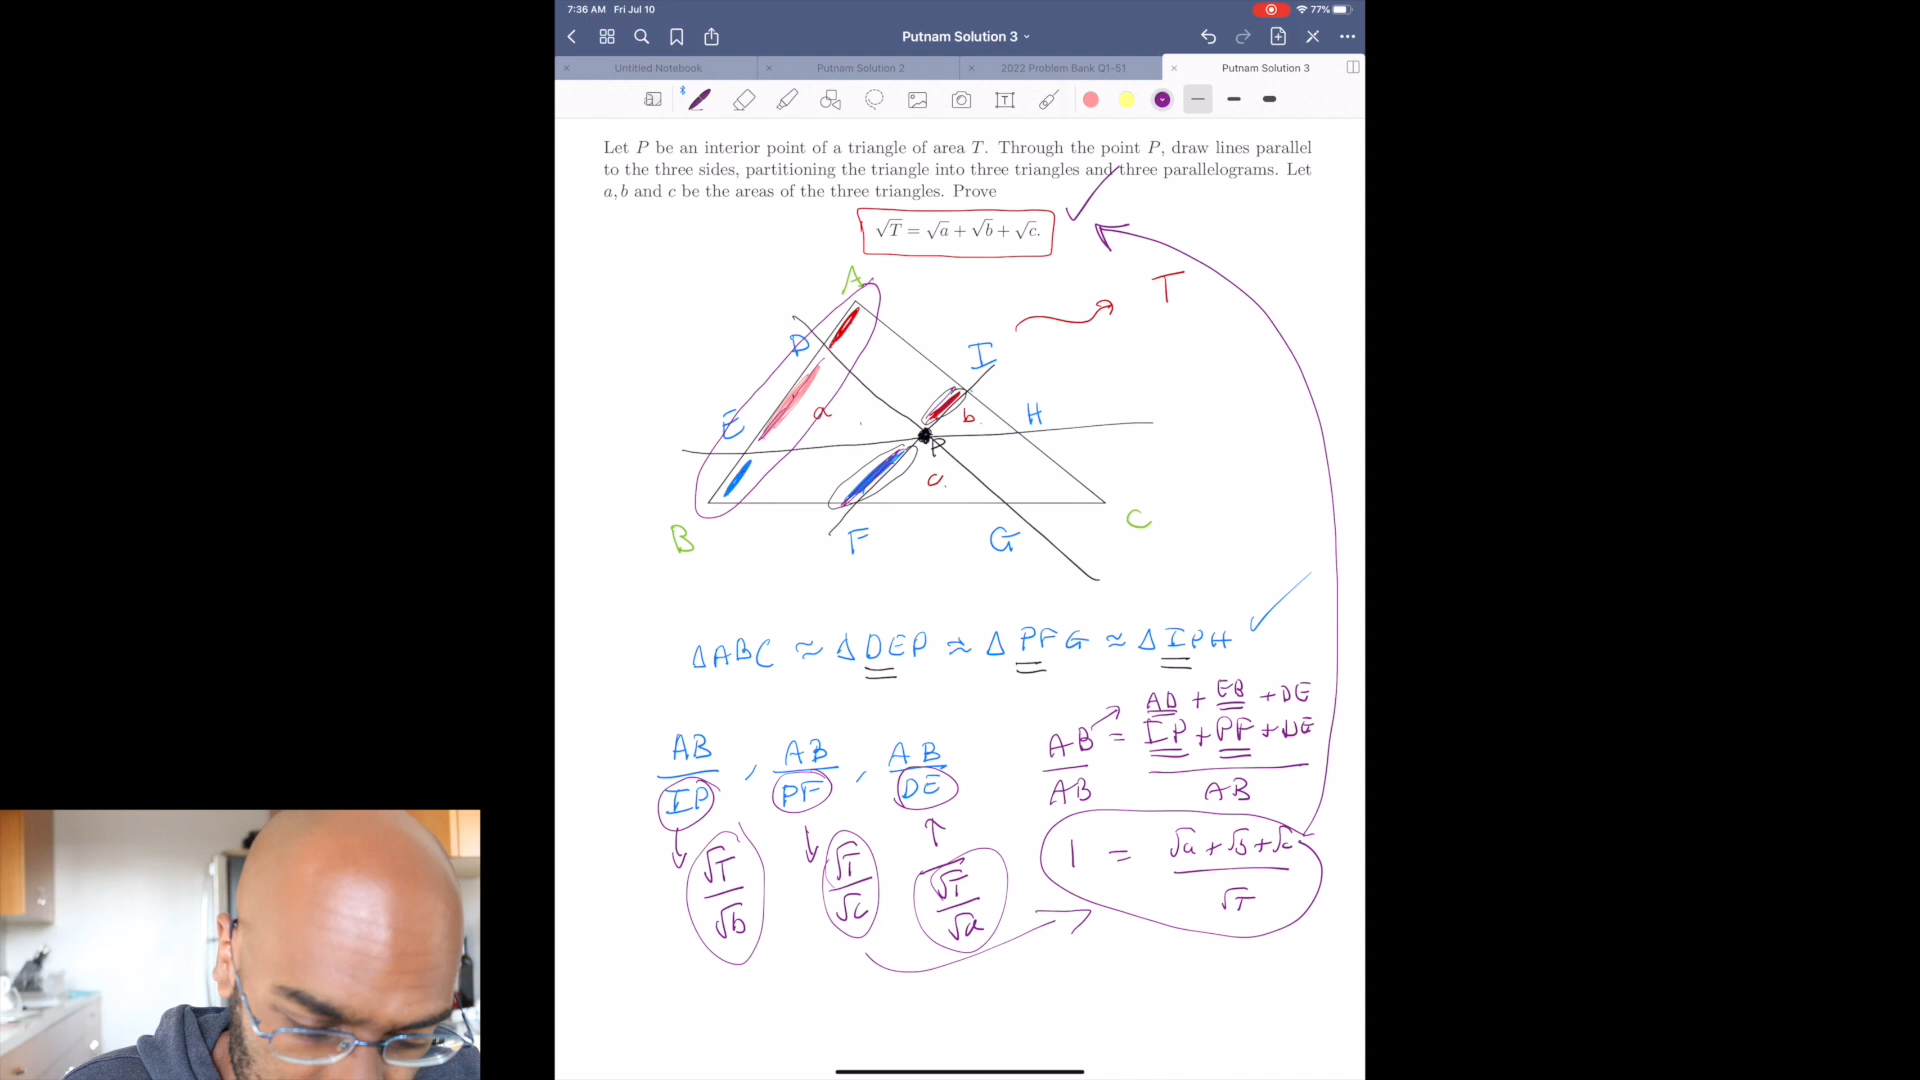 7:36 AM Fri Jul 10
77%
Putnam Solution 3
Untitled Notebook
Putnam Solution 2
2022 Problem Bank Q1-51
Putnam Solution 3
Let P be an interior point of a triangle of area T. Through the point P, draw lines parallel
to the three sides, partitioning the triangle into three triangles and three parallelograms. Let
a, b and c be the areas of the three triangles. Prove
√T = √a + √b + √c.
A
T
D
I
a
b.
H
E
P
c.
B
F
G
C
ΔABC ≈ ΔDEP ≈ ΔPFG ≈ ΔIPH
AD + EB + DE
AB = IP + PF + DE
AB AB
AB/IP , AB/PF , AB/DE
√T/√b √T/√c √T/√a
1 = √a+√b+√c / √T